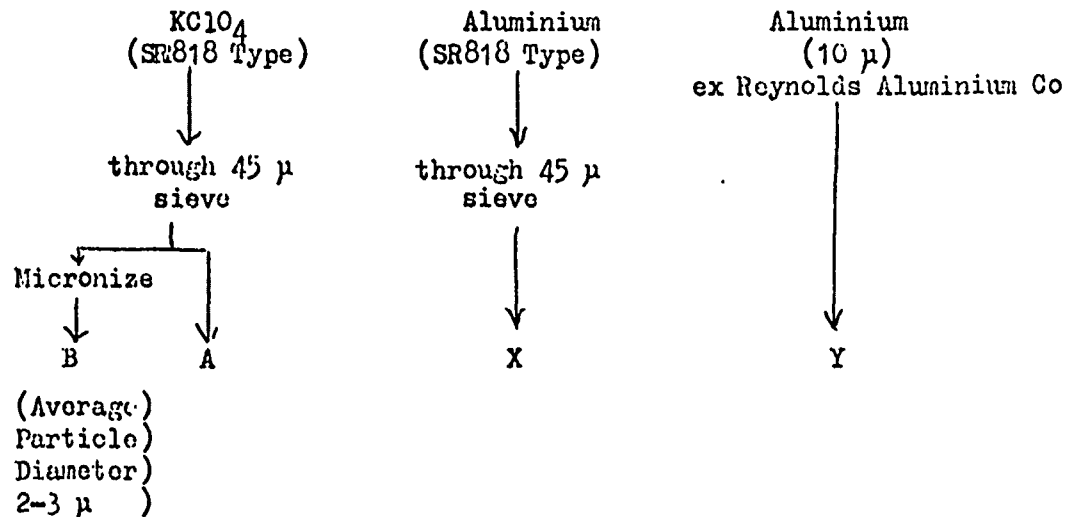 KClO4
(SR818 Type)
Aluminium
(SR818 Type)
Aluminium
(10 µ)
ex Reynolds Aluminium Co
through 45 µ
sieve
through 45 µ
sieve
Micronize
B
A
X
Y
(Average)
Particle)
Diameter)
2-3 µ )